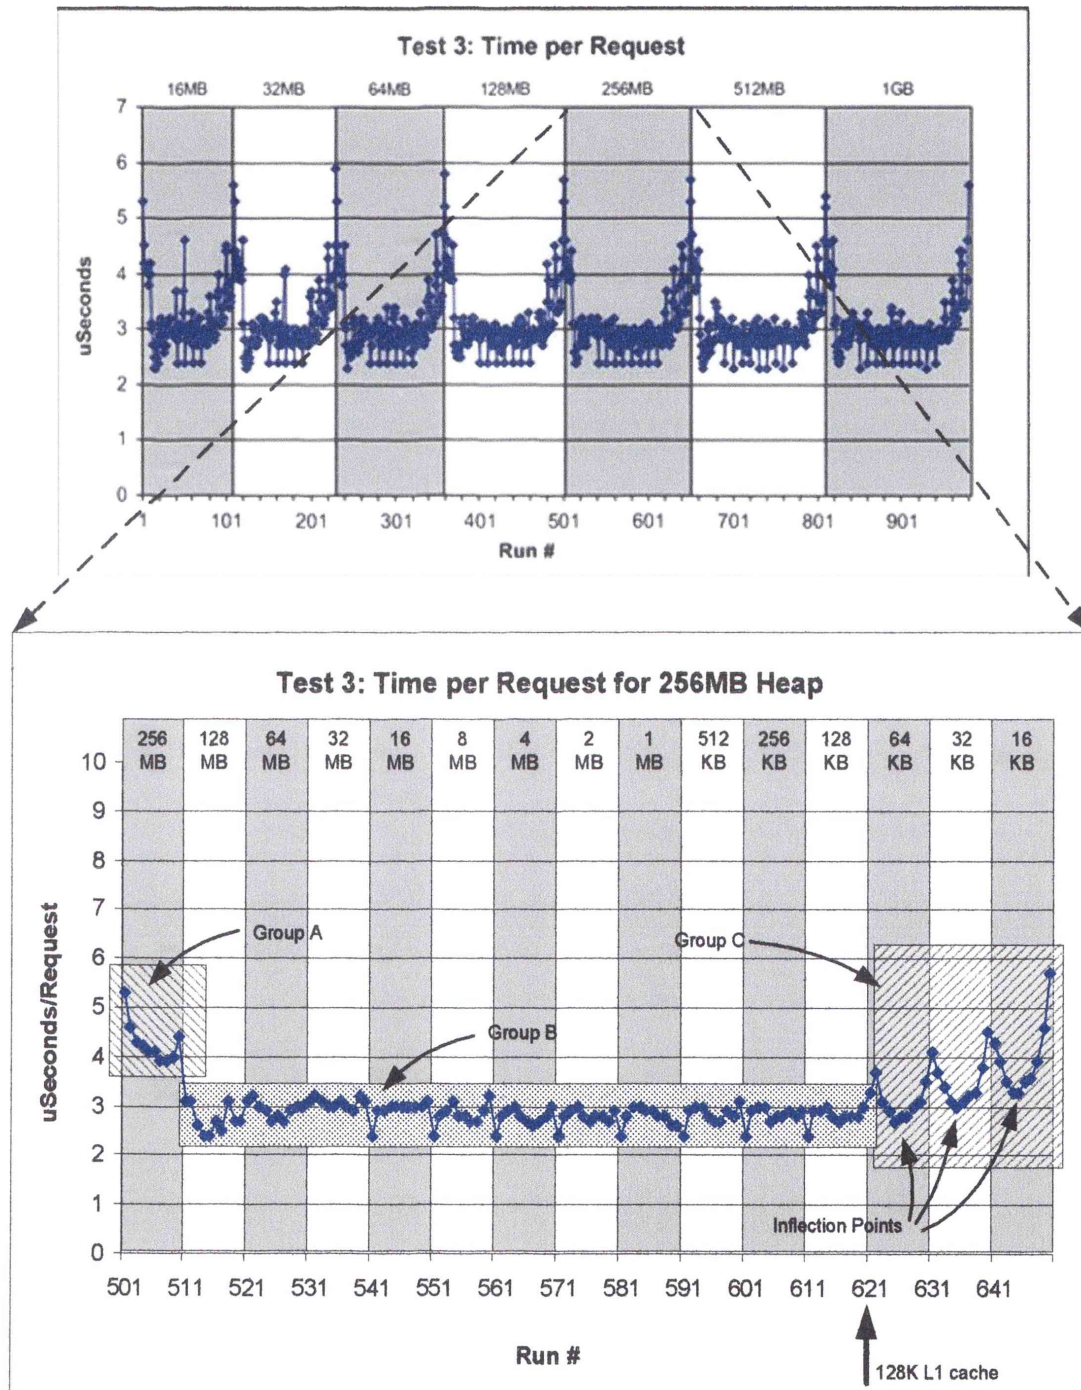 Test 3: Time per Request
16MB 32MB 64MB 128MB 256MB 512MB 1GB
7
6
5
4
3
2
1
0
uSeconds
1 101 201 301 401 501 601 701 801 901
Run #
Test 3: Time per Request for 256MB Heap
256 128 64 32 16 8 4 2 1 512 256 128 64 32 16
MB MB MB MB MB MB MB MB MB KB KB KB KB KB KB
10
9
8
7
6
5
4
3
2
1
0
uSeconds/Request
Group A
Group C
Group B
Inflection Points
501 511 521 531 541 551 561 571 581 591 601 611 621 631 641
Run #
128K L1 cache